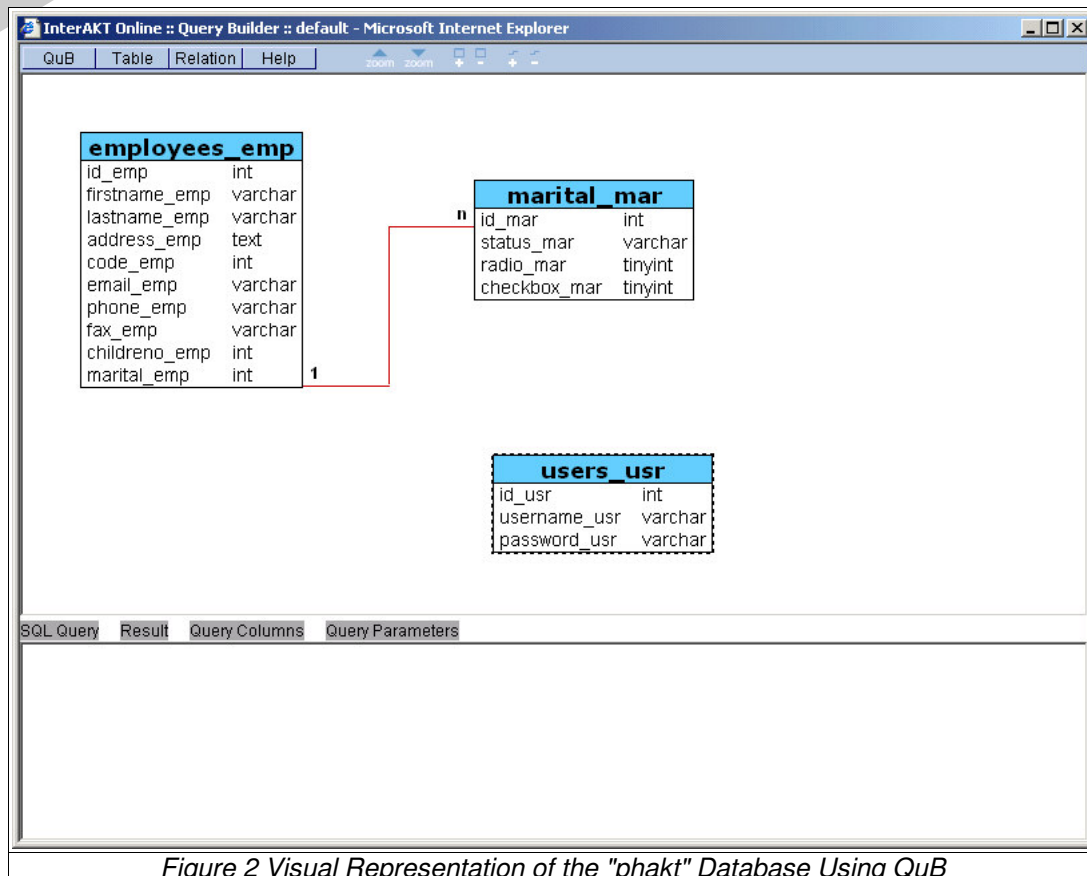 InterAKT Online :: Query Builder :: default - Microsoft Internet Explorer
QuB Table Relation Help zoom zoom
employees_emp
id_emp int
firstname_emp varchar
lastname_emp varchar
address_emp text
code_emp int
email_emp varchar
phone_emp varchar
fax_emp varchar
childreno_emp int
marital_emp int
1
n
marital_mar
id_mar int
status_mar varchar
radio_mar tinyint
checkbox_mar tinyint
users_usr
id_usr int
username_usr varchar
password_usr varchar
SQL Query Result Query Columns Query Parameters
Figure 2 Visual Representation of the "phakt" Database Using QuB